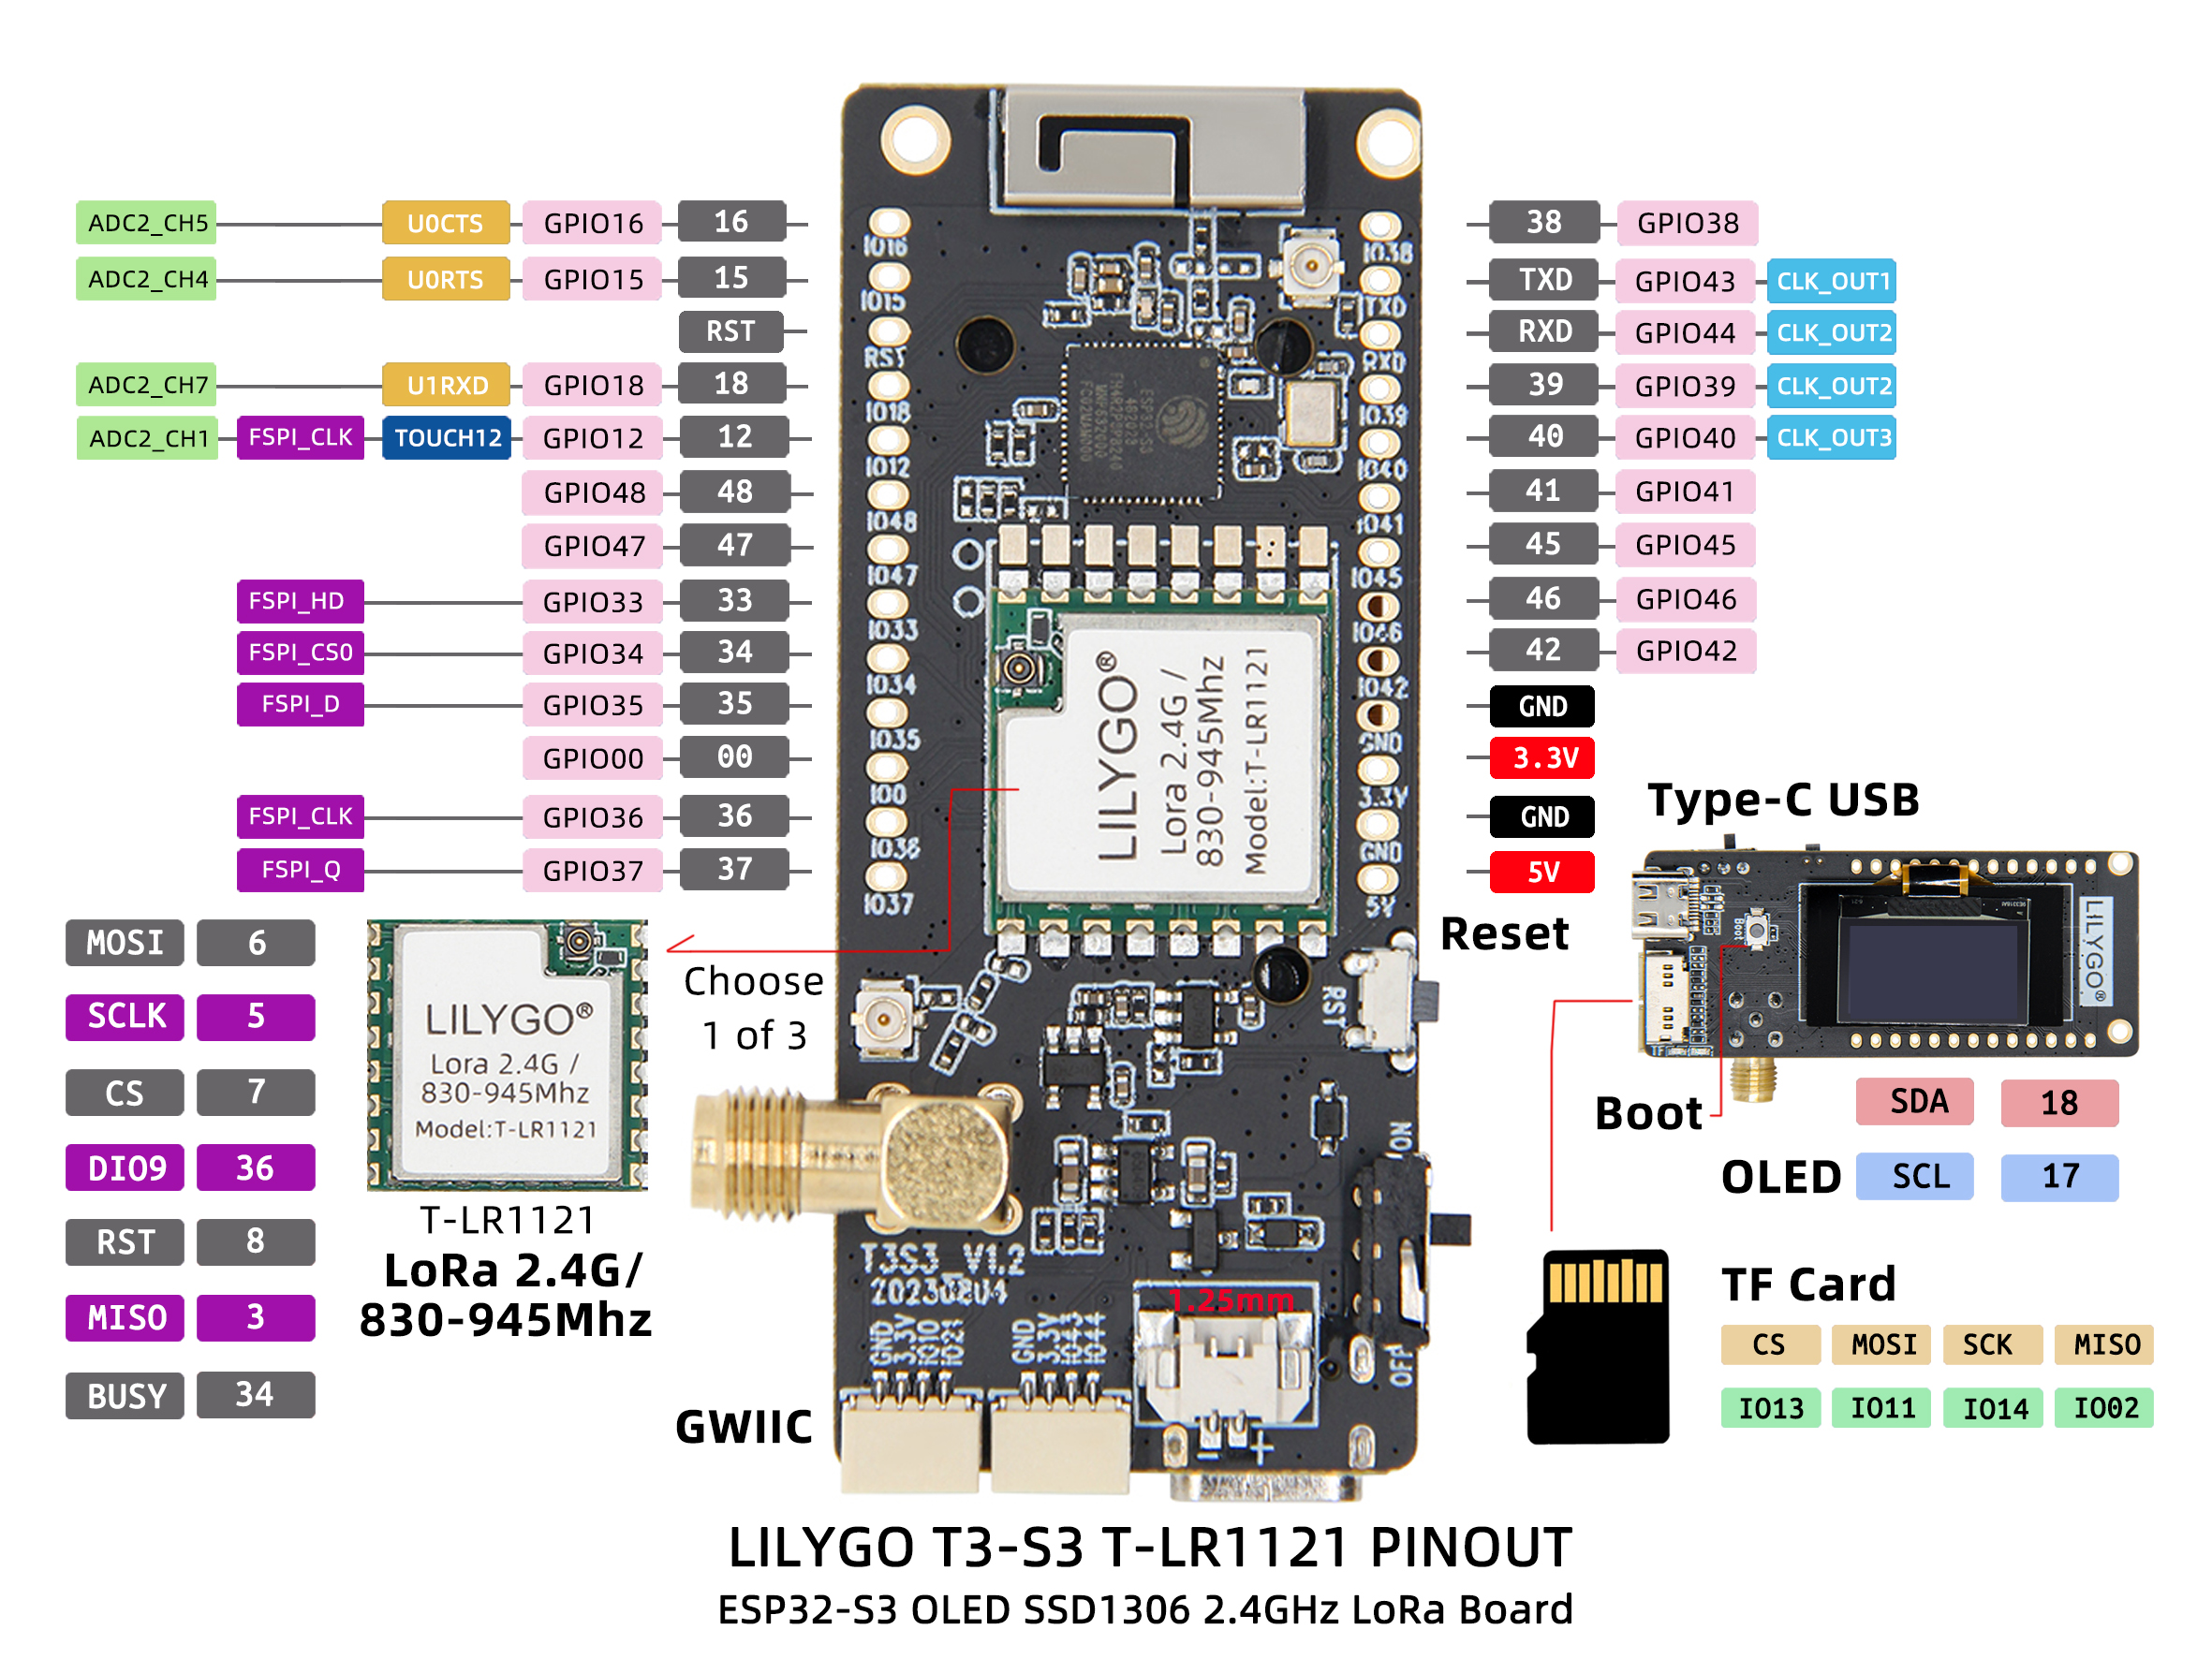 ADC2_CH5 U0CTS GPIO16 16
ADC2_CH4 U0RTS GPIO15 15
RST
ADC2_CH7 U1RXD GPIO18 18
ADC2_CH1 FSPI_CLK TOUCH12 GPIO12 12
GPIO48 48
GPIO47 47
FSPI_HD GPIO33 33
FSPI_CS0 GPIO34 34
FSPI_D GPIO35 35
GPIO00 00
FSPI_CLK GPIO36 36
FSPI_Q GPIO37 37
IO16
IO15
RST
IO18
IO12
IO48
IO47
IO33
IO34
IO35
IO0
IO36
IO37
ESP32-S3
LILYGO®
Lora 2.4G /
830-945Mhz
Model:T-LR1121
IO38
TXD
RXD
IO39
IO40
IO41
IO45
IO46
IO42
GND
3.3V
GND
5V
38 GPIO38
TXD GPIO43 CLK_OUT1
RXD GPIO44 CLK_OUT2
39 GPIO39 CLK_OUT2
40 GPIO40 CLK_OUT3
41 GPIO41
45 GPIO45
46 GPIO46
42 GPIO42
GND
3.3V
GND
5V
Reset
RST
MOSI 6
SCLK 5
CS 7
DIO9 36
RST 8
MISO 3
BUSY 34
LILYGO®
Lora 2.4G /
830-945Mhz
Model:T-LR1121
T-LR1121
LoRa 2.4G/
830-945Mhz
Choose
1 of 3
T3S3_V1.2
20230804
GND
3.3V
IO10
IO21
GND
3.3V
IO43
IO44
1.25mm
ON
OFF
- +
GWIIC
Type-C USB
Boot
LILYGO®
TF
Boot
SDA 18
OLED SCL 17
TF Card
CS MOSI SCK MISO
IO13 IO11 IO14 IO02
LILYGO T3-S3 T-LR1121 PINOUT
ESP32-S3 OLED SSD1306 2.4GHz LoRa Board